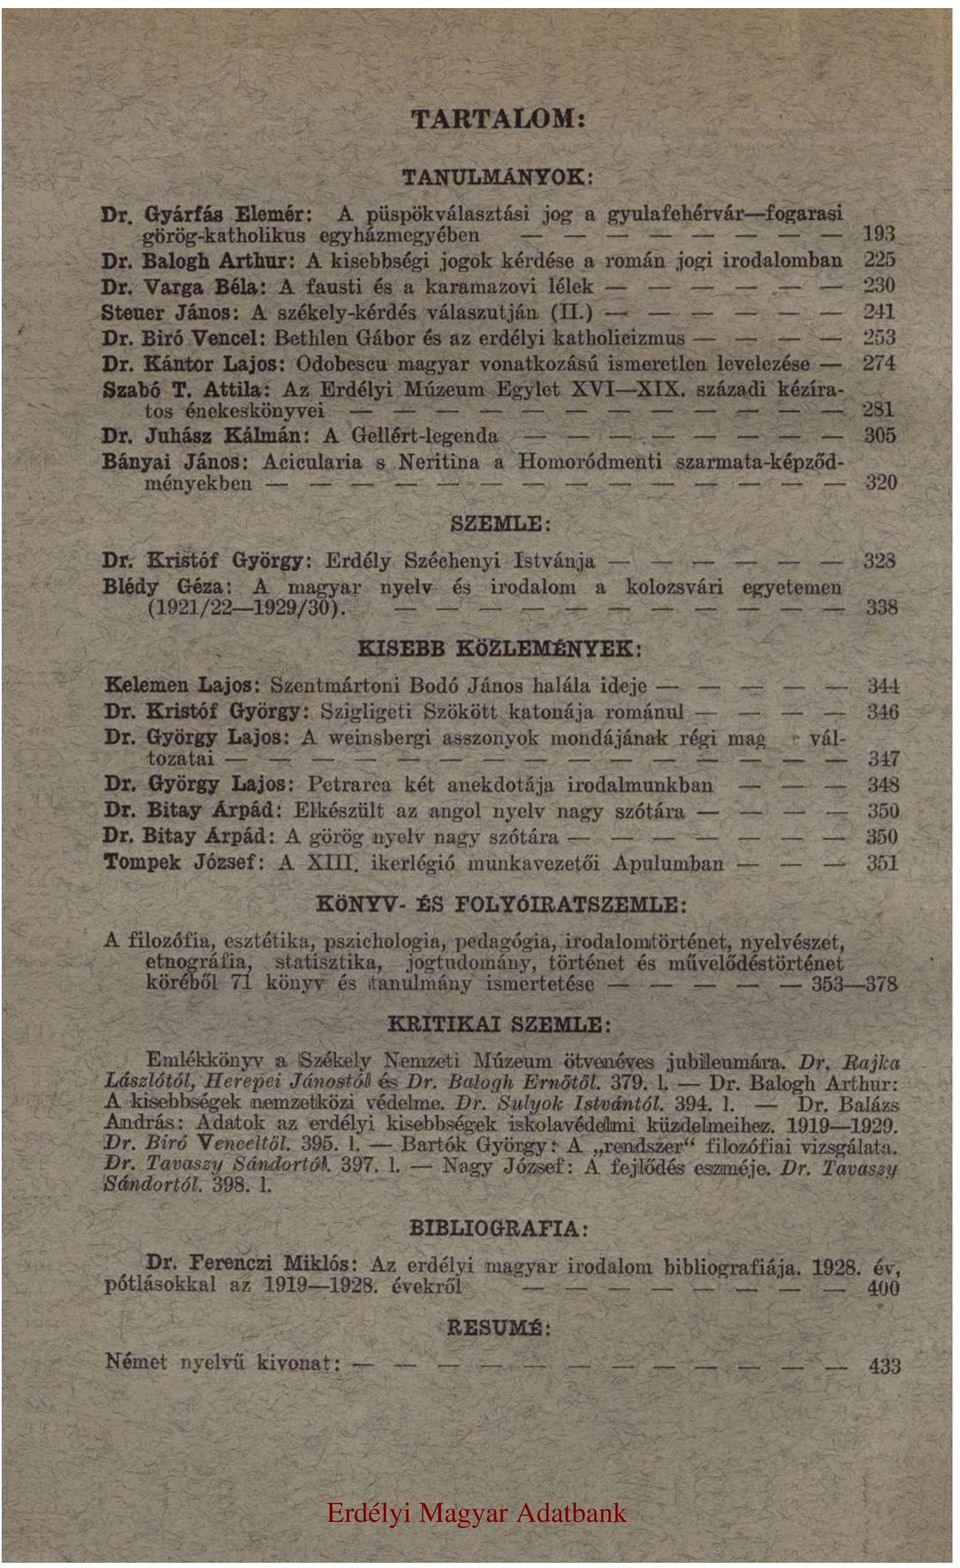 TARTALOM:
TANULMÁNYOK:
Dr. Gyárfás Elemér: A püspökválasztási jog a gyulafehérvár—fogarasi
görög-katholikus egyházmegyében — — — — — — — — 193
Dr. Balogh Arthur: A kisebbségi jogok kérdése a román jogi irodalomban 225
Dr. Varga Béla: A fausti és a karamazovi lélek — — — — — — 230
Steuer János: A székely-kérdés válaszutján (II.) — — — — — — 241
Dr. Biró Vencel: Bethlen Gábor és az erdélyi katholicizmus — — — — 253
Dr. Kántor Lajos: Odobescu magyar vonatkozású ismeretlen levelezése — 274
Szabó T. Attila: Az Erdélyi Múzeum Egylet XVI—XIX. századi kézíra-
tos énekeskönyvei — — — — — — — — — — — — 281
Dr. Juhász Kálmán: A Gellért-legenda — — — — — — — — 305
Bányai János: Acicularia s Neritina a Homoródmenti szarmata-képződ-
ményekben — — — — — — — — — — — — — — 320
SZEMLE:
Dr. Kristóf György: Erdély Széchenyi Istvánja — — — — — — 323
Blédy Géza: A magyar nyelv és irodalom a kolozsvári egyetemen
(1921/22—1929/30). — — — — — — — — — — — 338
KISEBB KÖZLEMÉNYEK:
Kelemen Lajos: Szentmártoni Bodó János halála ideje — — — — — 344
Dr. Kristóf György: Szigligeti Szökött katonája románul — — — — 346
Dr. György Lajos: A weinsbergi asszonyok mondájának régi mag vál-
tozatai — — — — — — — — — — — — — — — 347
Dr. György Lajos: Petrarca két anekdotája irodalmunkban — — — 348
Dr. Bitay Árpád: Elkészült az angol nyelv nagy szótára — — — — 350
Dr. Bitay Árpád: A görög nyelv nagy szótára — — — — — — — 350
Tompek József: A XIII. ikerlégió munkavezetői Apulumban — — — 351
KÖNYV- ÉS FOLYÓIRATSZEMLE:
A filozófia, esztétika, pszichologia, pedagógia, irodalomtörténet, nyelvészet,
etnográfia, statisztika, jogtudomány, történet és művelődéstörténet
köréből 71 könyv és tanulmány ismertetése — — — — — 353—378
KRITIKAI SZEMLE:
Emlékkönyv a Székely Nemzeti Múzeum ötvenéves jubileumára. Dr. Rajka
Lászlótól, Herepei Jánostól és Dr. Balogh Ernőtől. 379. l. — Dr. Balogh Arthur:
A kisebbségek nemzetközi védelme. Dr. Sulyok Istvántól. 394. l. — Dr. Balázs
András: Adatok az erdélyi kisebbségek iskolavédelmi küzdelmeihez. 1919—1929.
Dr. Biró Venceltől. 395. l. — Bartók György: A „rendszer“ filozófiai vizsgálata.
Dr. Tavaszy Sándortól. 397. l. — Nagy József: A fejlődés eszméje. Dr. Tavaszy
Sándortól. 398. l.
BIBLIOGRAFIA:
Dr. Ferenczi Miklós: Az erdélyi magyar irodalom bibliografiája. 1928. év,
pótlásokkal az 1919—1928. évekről — — — — — — — — 400
RESUMÉ:
Német nyelvű kivonat: — — — — — — — — — — — — 433
Erdélyi Magyar Adatbank